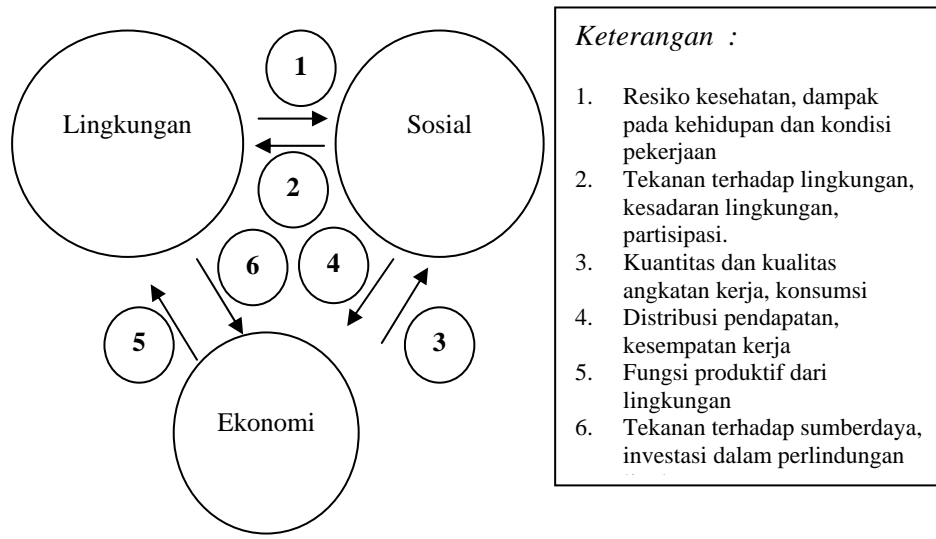 1
Lingkungan
Sosial
2
6
4
5
3
Ekonomi
Keterangan :
1. Resiko kesehatan, dampak
pada kehidupan dan kondisi
pekerjaan
2. Tekanan terhadap lingkungan,
kesadaran lingkungan,
partisipasi.
3. Kuantitas dan kualitas
angkatan kerja, konsumsi
4. Distribusi pendapatan,
kesempatan kerja
5. Fungsi produktif dari
lingkungan
6. Tekanan terhadap sumberdaya,
investasi dalam perlindungan